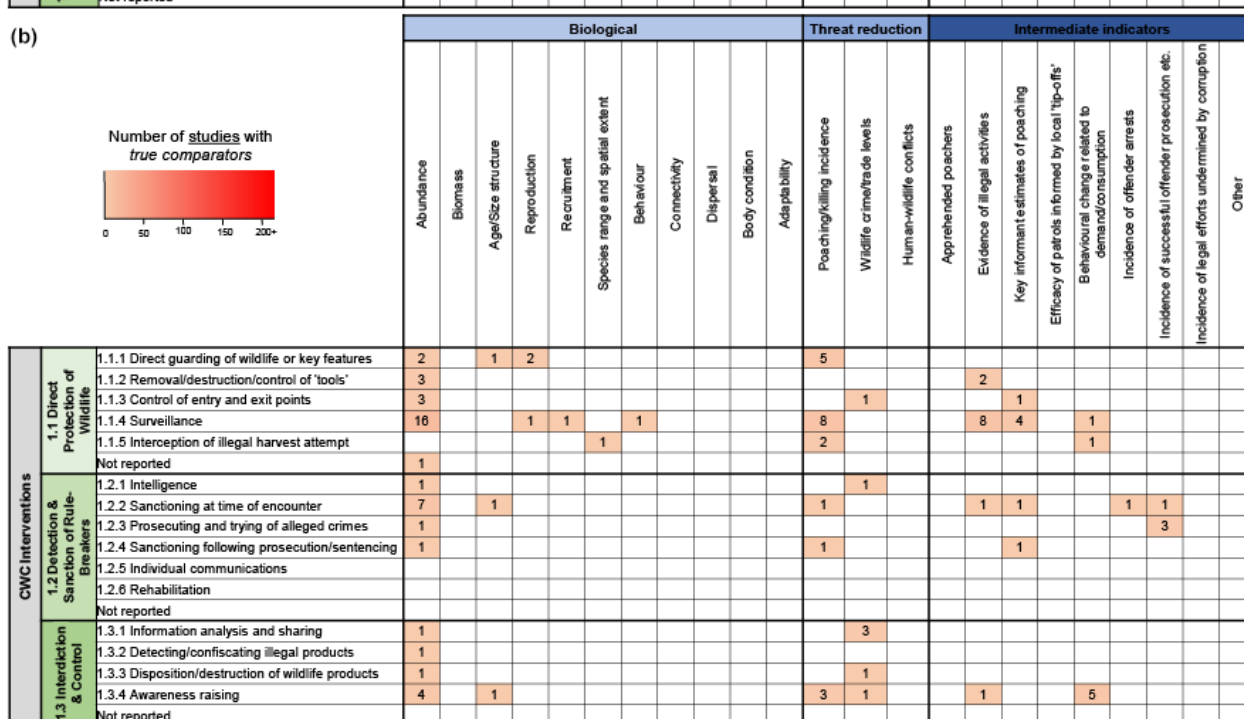 Not reported
(b)
Biological Threat reduction Intermediate indicators
Number of studies with
true comparators
0 50 100 150 200+
Abundance
Biomass
Age/Size structure
Reproduction
Recruitment
Species range and spatial extent
Behaviour
Connectivity
Dispersal
Body condition
Adaptability
Poaching/killing incidence
Wildlife crime/trade levels
Human-wildlife conflicts
Apprehended poachers
Evidence of illegal activities
Key informant estimates of poaching
Efficacy of patrols informed by local 'tip-offs'
Behavioural change related to
demand/consumption
Incidence of offender arrests
Incidence of successful offender prosecution etc.
Incidence of legal efforts undermined by corruption
Other
CWC Interventions
1.1 Direct
Protection of
Wildlife
1.1.1 Direct guarding of wildlife or key features 2 1 2 5
1.1.2 Removal/destruction/control of 'tools' 3 2
1.1.3 Control of entry and exit points 3 1 1
1.1.4 Surveillance 16 1 1 1 8 8 4 1
1.1.5 Interception of illegal harvest attempt 1 2 1
Not reported 1
1.2 Detection &
Sanction of Rule-
Breakers
1.2.1 Intelligence 1 1
1.2.2 Sanctioning at time of encounter 7 1 1 1 1 1 1
1.2.3 Prosecuting and trying of alleged crimes 1 3
1.2.4 Sanctioning following prosecution/sentencing 1 1 1
1.2.5 Individual communications
1.2.6 Rehabilitation
Not reported
1.3 Interdiction
& Control
1.3.1 Information analysis and sharing 1 3
1.3.2 Detecting/confiscating illegal products 1
1.3.3 Disposition/destruction of wildlife products 1 1
1.3.4 Awareness raising 4 1 3 1 1 5
Not reported